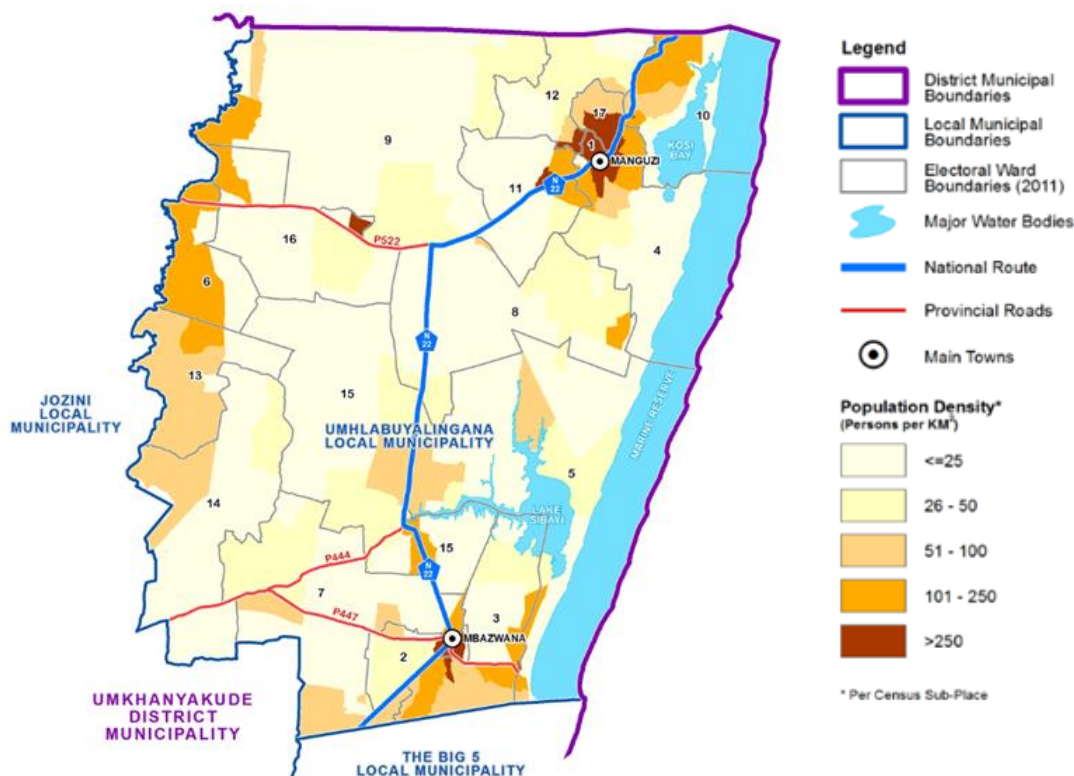 12
17
10
9
1
KOSI
BAY
MANGUZI
11
N
22
16
P522
4
6
8
N
22
13
15
JOZINI
LOCAL
MUNICIPALITY
UMHLABUYALINGANA
LOCAL MUNICIPALITY
MARINE RESERVE
5
14
LAKE
SIBAYI
P444
15
N
22
7
P447
3
MBAZWANA
2
UMKHANYAKUDE
DISTRICT
MUNICIPALITY
THE BIG 5
LOCAL MUNICIPALITY
Legend
District Municipal
Boundaries
Local Municipal
Boundaries
Electoral Ward
Boundaries (2011)
Major Water Bodies
National Route
Provincial Roads
Main Towns
Population Density*
(Persons per KM²)
<=25
26 - 50
51 - 100
101 - 250
>250
* Per Census Sub-Place